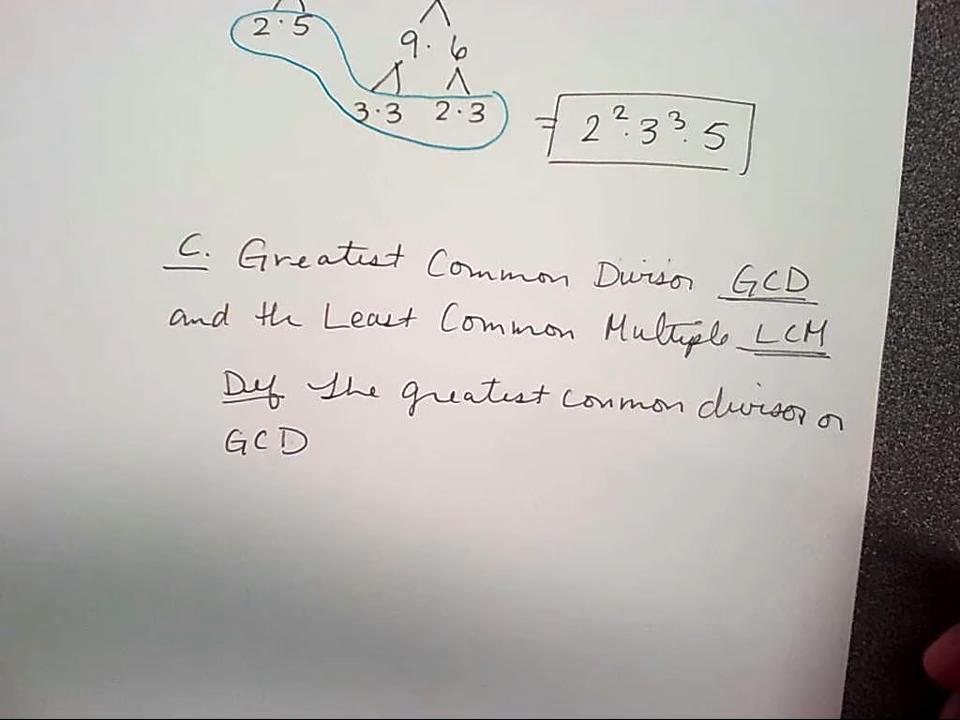 2 · 5
9 · 6
3 · 3 2 · 3 = 2² · 3³ · 5
C. Greatest Common Divisor GCD
and the Least Common Multiple LCM
Def The greatest common divisor or
GCD